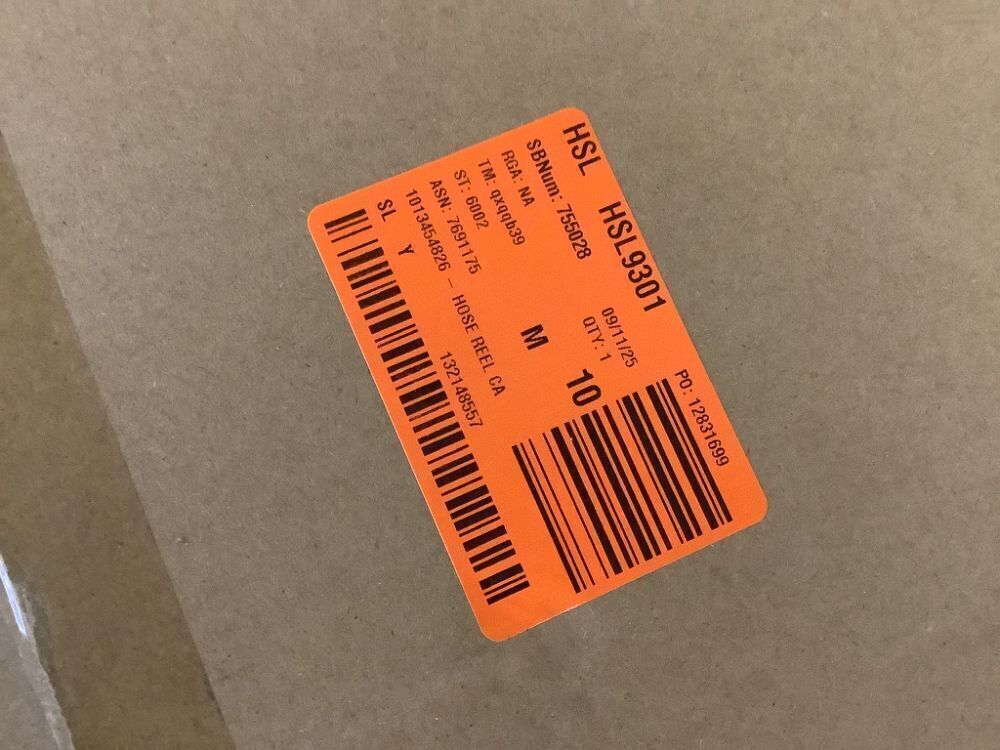 HSL HSL9301
SBNum: 755028 09/11/25
RGA: NA QTY: 1
TM: qxqqb39
ST: 6002 M 10
ASN: 7691175
1013454826 - HOSE REEL CA
SL Y 132148557
PO: 12831699